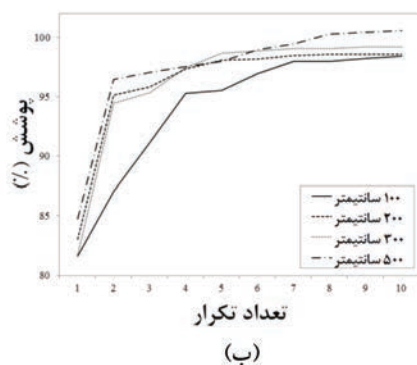 100
95
90
85
80
پوشش (%)
۱۰۰ سانتیمتر
۲۰۰ سانتیمتر
۳۰۰ سانتیمتر
۵۰۰ سانتیمتر
1 2 3 4 5 6 7 8 9 10
تعداد تکرار
(ب)